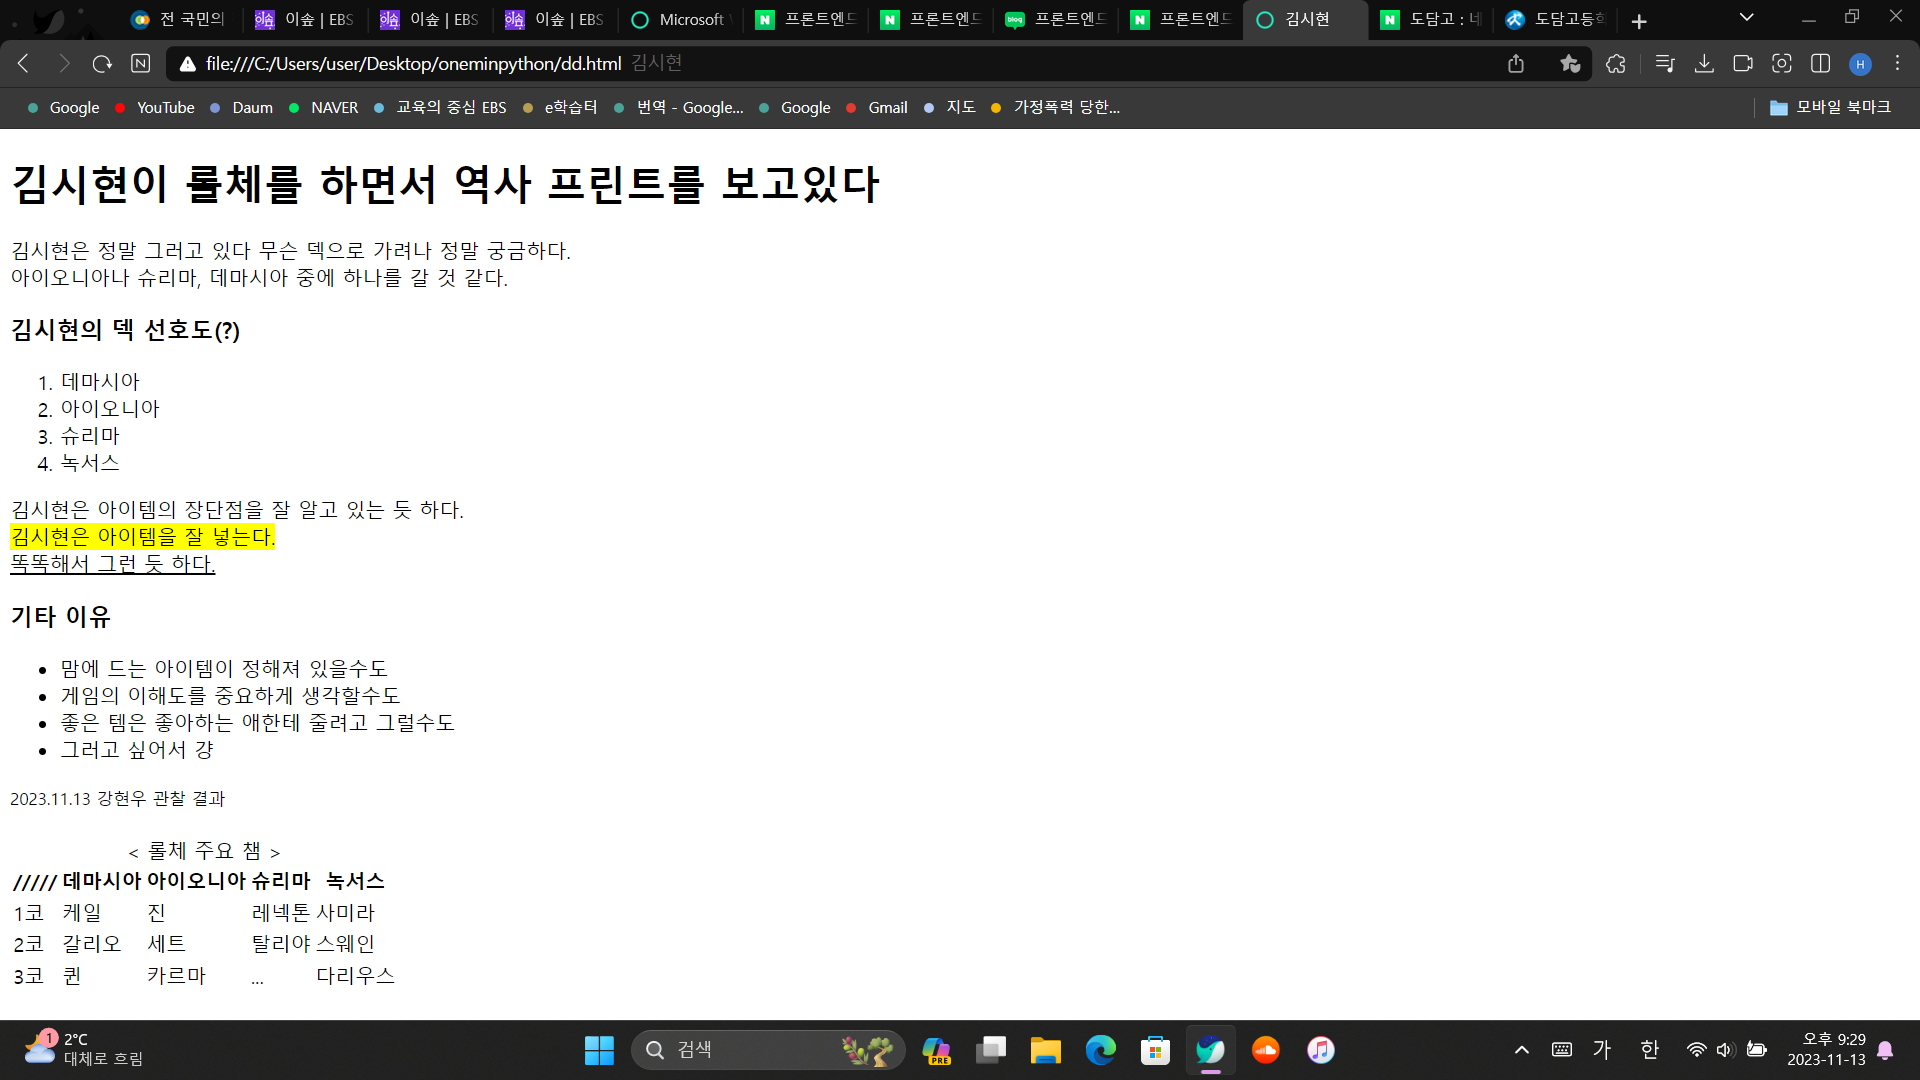 전 국민의
이숲 | EBS
이숲 | EBS
이숲 | EBS
Microsoft
프론트엔드
프론트엔드
프론트엔드
프론트엔드
김시현
도담고 : 네
도담고등학
file:///C:/Users/user/Desktop/oneminpython/dd.html 김시현
Google YouTube Daum NAVER 교육의 중심 EBS e학습터 번역 - Google... Google Gmail 지도 가정폭력 당한... 모바일 북마크
김시현이 롤체를 하면서 역사 프린트를 보고있다
김시현은 정말 그러고 있다 무슨 덱으로 가려나 정말 궁금하다.
아이오니아나 슈리마, 데마시아 중에 하나를 갈 것 같다.
김시현의 덱 선호도(?)
1. 데마시아
2. 아이오니아
3. 슈리마
4. 녹서스
김시현은 아이템의 장단점을 잘 알고 있는 듯 하다.
김시현은 아이템을 잘 넣는다.
똑똑해서 그런 듯 하다.
기타 이유
• 맘에 드는 아이템이 정해져 있을수도
• 게임의 이해도를 중요하게 생각할수도
• 좋은 템은 좋아하는 애한테 줄려고 그럴수도
• 그러고 싶어서 걍
2023.11.13 강현우 관찰 결과
< 롤체 주요 챔 >
///// 데마시아 아이오니아 슈리마 녹서스
1코 케일 진 레넥톤 사미라
2코 갈리오 세트 탈리야 스웨인
3코 퀸 카르마 ... 다리우스
1
2°C
대체로 흐림
검색
PRE
가
한
오후 9:29
2023-11-13